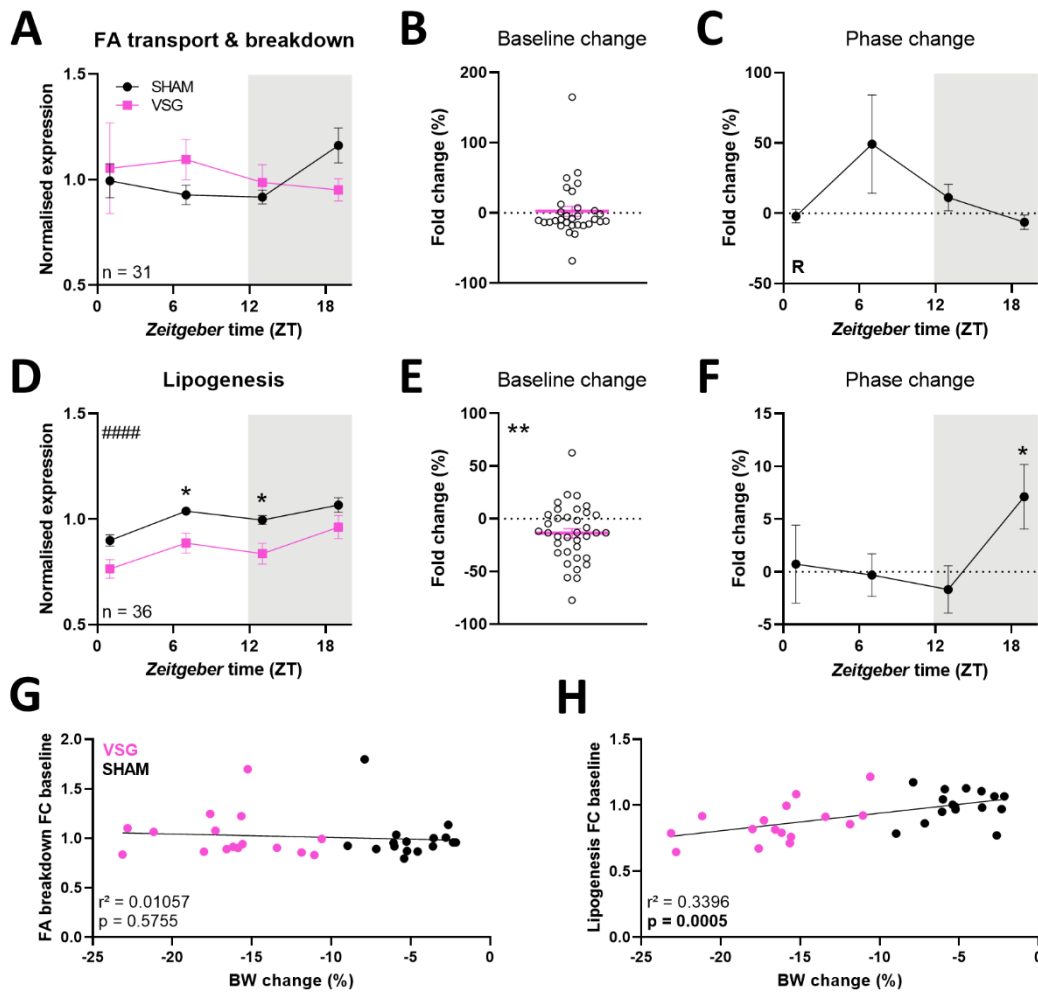 A
FA transport & breakdown
Normalised expression
1.5
1.0
0.5
SHAM
VSG
n = 31
0
6
12
18
Zeitgeber time (ZT)
B
Baseline change
Fold change (%)
200
100
0
-100
C
Phase change
Fold change (%)
100
50
0
-50
R
0
6
12
18
Zeitgeber time (ZT)
D
Lipogenesis
Normalised expression
1.5
1.0
0.5
####
*
*
n = 36
0
6
12
18
Zeitgeber time (ZT)
E
Baseline change
Fold change (%)
100
50
0
-50
-100
**
F
Phase change
Fold change (%)
15
10
5
0
-5
*
0
6
12
18
Zeitgeber time (ZT)
G
FA breakdown FC baseline
2.0
1.5
1.0
0.5
0.0
VSG
SHAM
r² = 0.01057
p = 0.5755
-25
-20
-15
-10
-5
0
BW change (%)
H
Lipogenesis FC baseline
1.5
1.0
0.5
0.0
r² = 0.3396
p = 0.0005
-25
-20
-15
-10
-5
0
BW change (%)